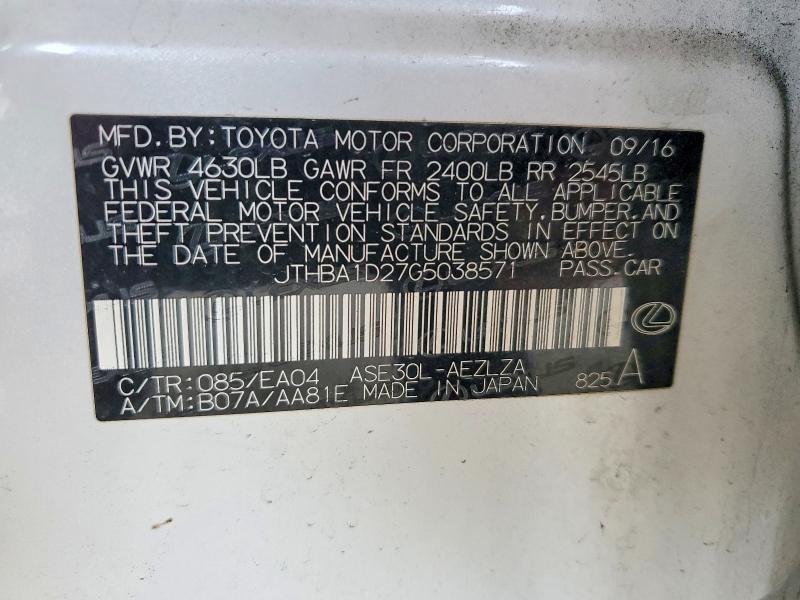 MFD.BY:TOYOTA MOTOR CORPORATION 09/16
GVWR 4630LB GAWR FR 2400LB RR 2545LB
THIS VEHICLE CONFORMS TO ALL APPLICABLE
FEDERAL MOTOR VEHICLE SAFETY,BUMPER,AND
THEFT PREVENTION STANDARDS IN EFFECT ON
THE DATE OF MANUFACTURE SHOWN ABOVE.
JTHBA1D27G5038571 PASS.CAR
C/TR:085/EA04 ASE30L-AEZLZA 825 A
A/TM:B07A/AA81E MADE IN JAPAN